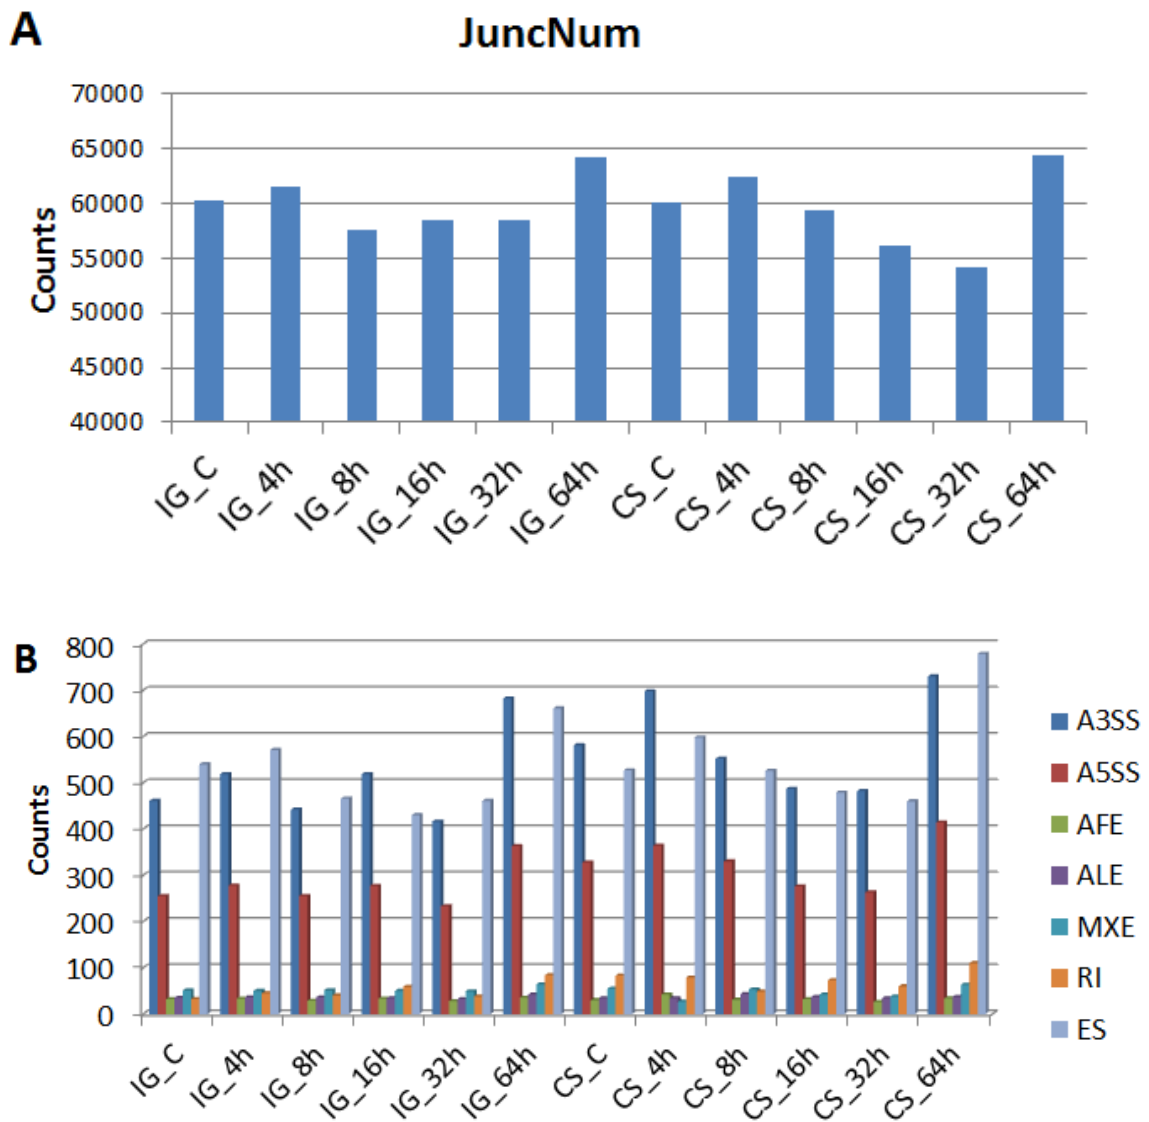 A
JuncNum
70000
65000
60000
55000
50000
45000
40000
Counts
IG_C
IG_4h
IG_8h
IG_16h
IG_32h
IG_64h
CS_C
CS_4h
CS_8h
CS_16h
CS_32h
CS_64h
B
800
700
600
500
400
300
200
100
0
Counts
IG_C
IG_4h
IG_8h
IG_16h
IG_32h
IG_64h
CS_C
CS_4h
CS_8h
CS_16h
CS_32h
CS_64h
A3SS
A5SS
AFE
ALE
MXE
RI
ES